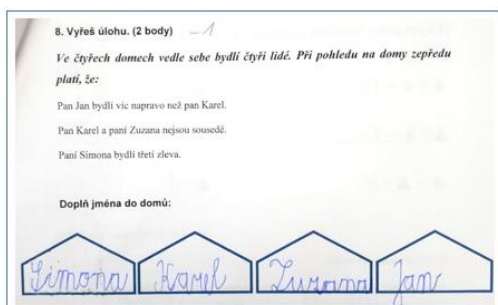 8. Vyřeš úlohu. (2 body) -1
Ve čtyřech domech vedle sebe bydlí čtyři lidé. Při pohledu na domy zepředu
platí, že:
Pan Jan bydlí víc napravo než pan Karel.
Pan Karel a paní Zuzana nejsou sousedé.
Paní Simona bydlí třetí zleva.
Doplň jména do domů:
Simona Karel Zuzana Jan